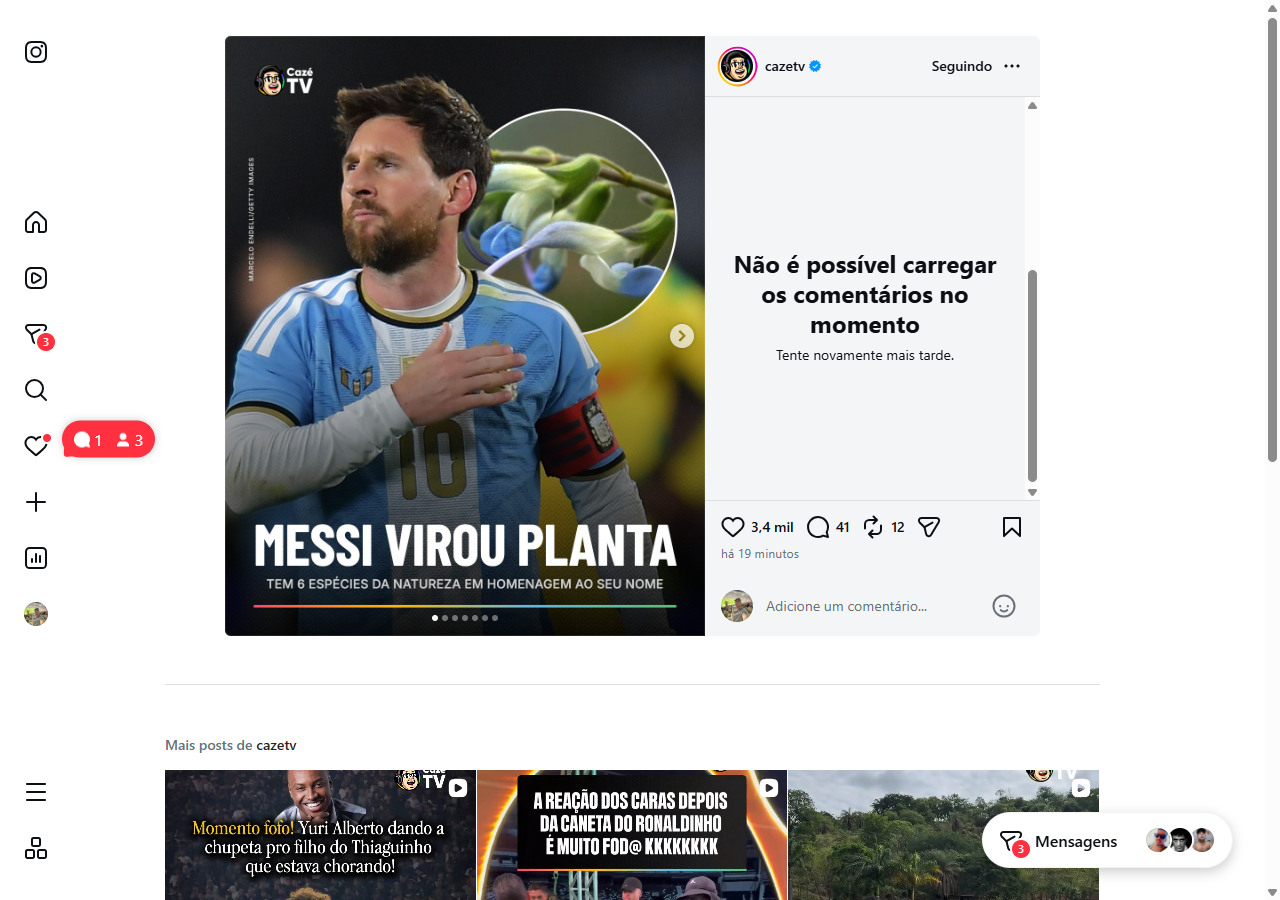 Cazé
TV
MARCELO ENDELLI/GETTY IMAGES
10
MESSI VIROU PLANTA
TEM 6 ESPÉCIES DA NATUREZA EM HOMENAGEM AO SEU NOME
cazetv
Seguindo
Não é possível carregar
os comentários no
momento
Tente novamente mais tarde.
3,4 mil
41
12
há 19 minutos
Adicione um comentário...
3
1
3
Mais posts de cazetv
TV
Momento fofo! Yuri Alberto dando a
chupeta pro filho do Thiaguinho
que estava chorando!
A REAÇÃO DOS CARAS DEPOIS
DA CANETA DO RONALDINHO
É MUITO FOD@ KKKKKKKK
TV
3
Mensagens